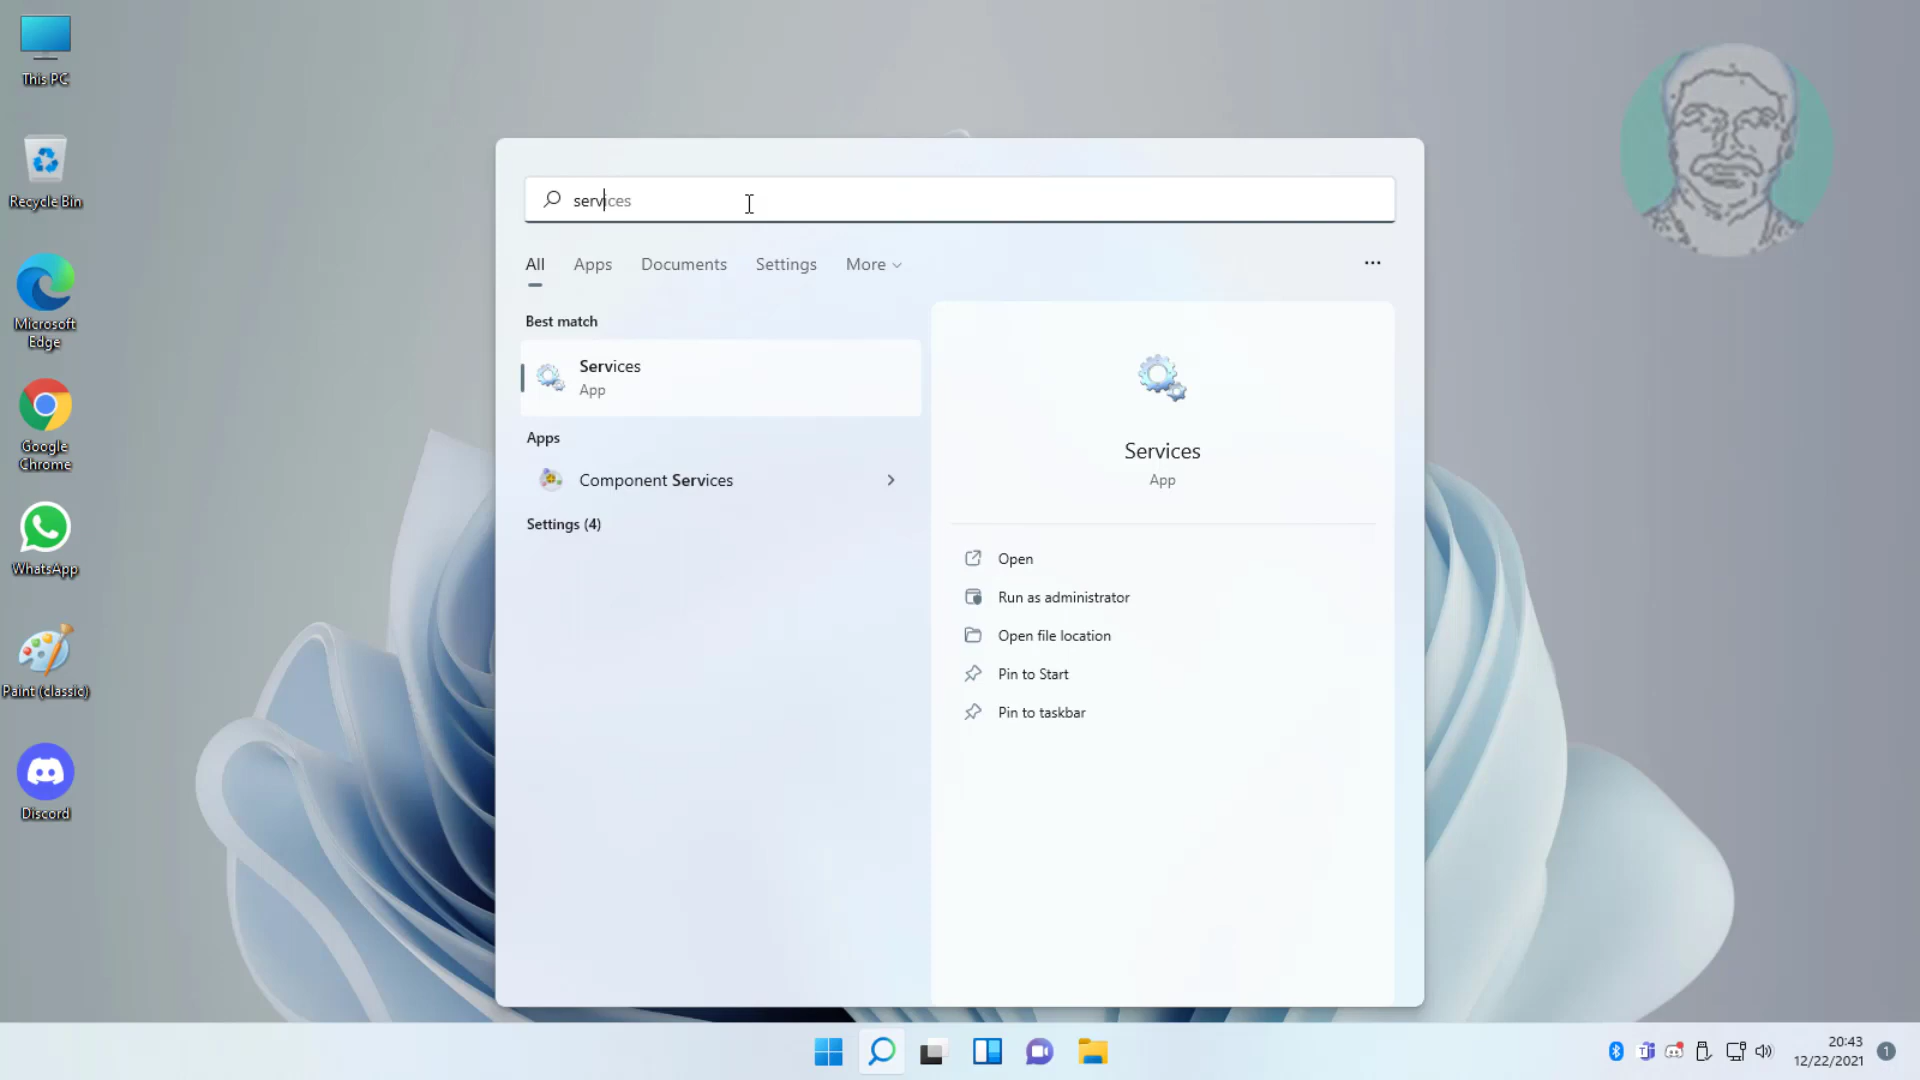 This PC
Recycle Bin
Microsoft
Edge
Google
Chrome
WhatsApp
Paint (classic)
Discord
services
All
Apps
Documents
Settings
More
Best match
Services
App
Apps
Component Services
Settings (4)
Services
App
Open
Run as administrator
Open file location
Pin to Start
Pin to taskbar
20:43
12/22/2021
1